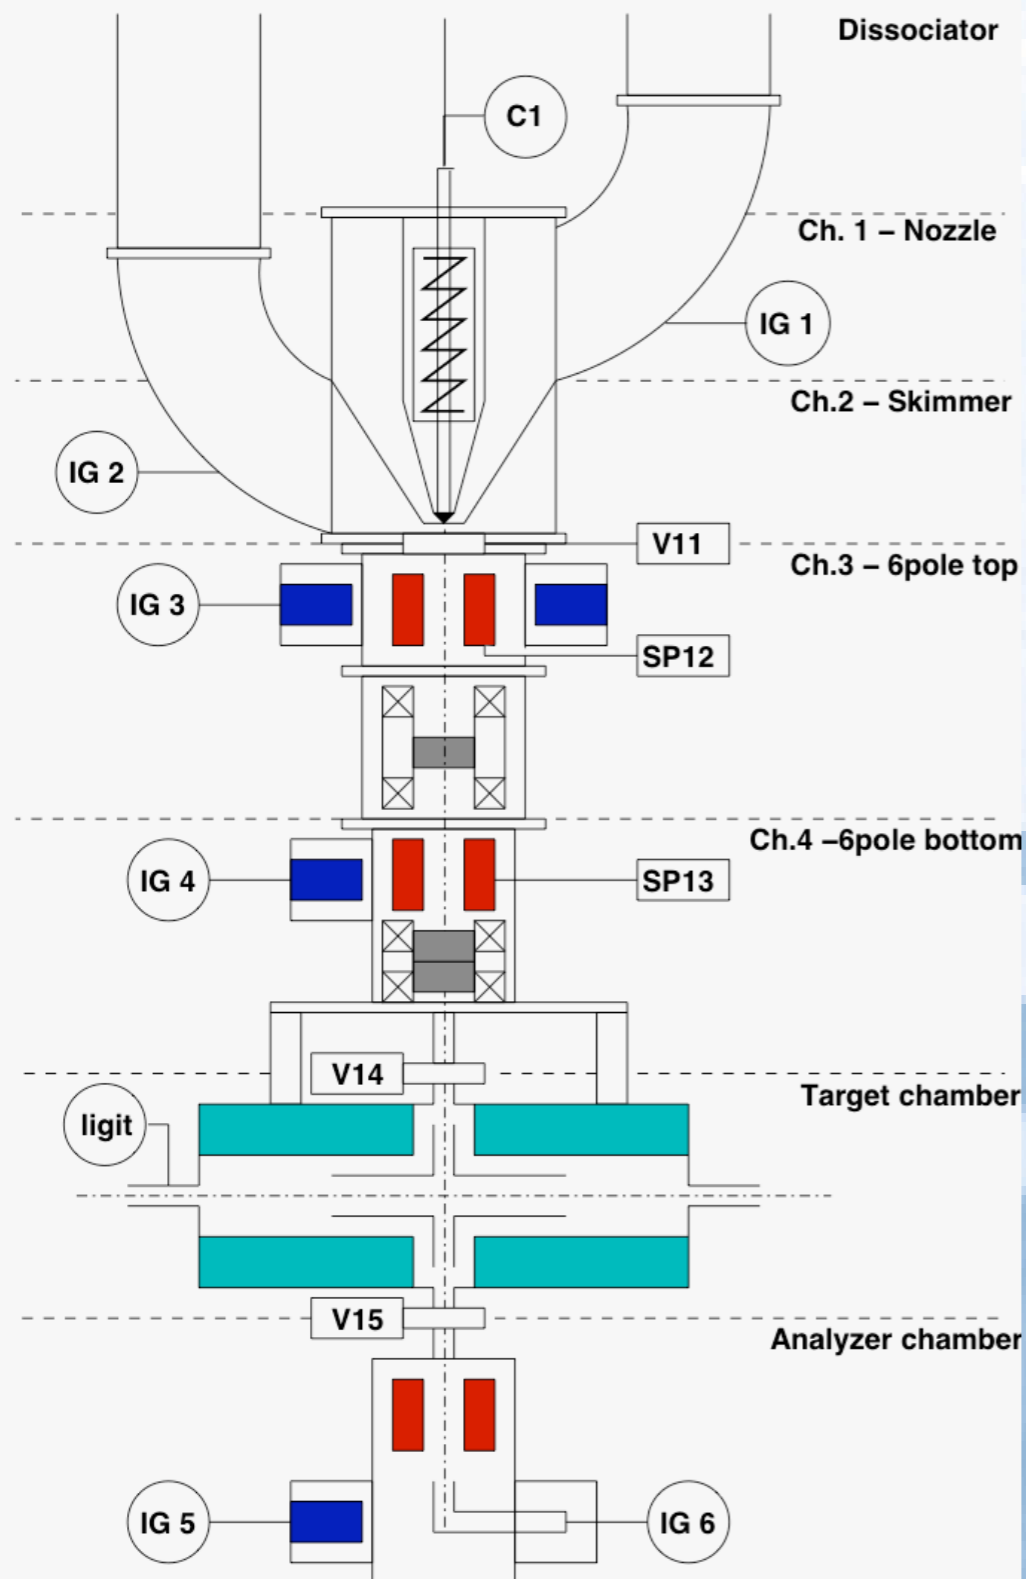 Dissociator
C1
Ch. 1 – Nozzle
IG 1
Ch.2 – Skimmer
IG 2
V11
Ch.3 – 6pole top
IG 3
SP12
Ch.4 –6pole bottom
IG 4
SP13
V14
Target chamber
ligit
V15
Analyzer chamber
IG 5
IG 6